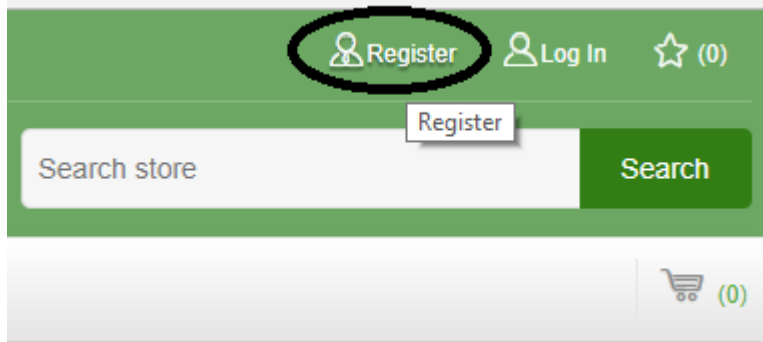 Register Log In (0)
Register
Search store Search
(0)